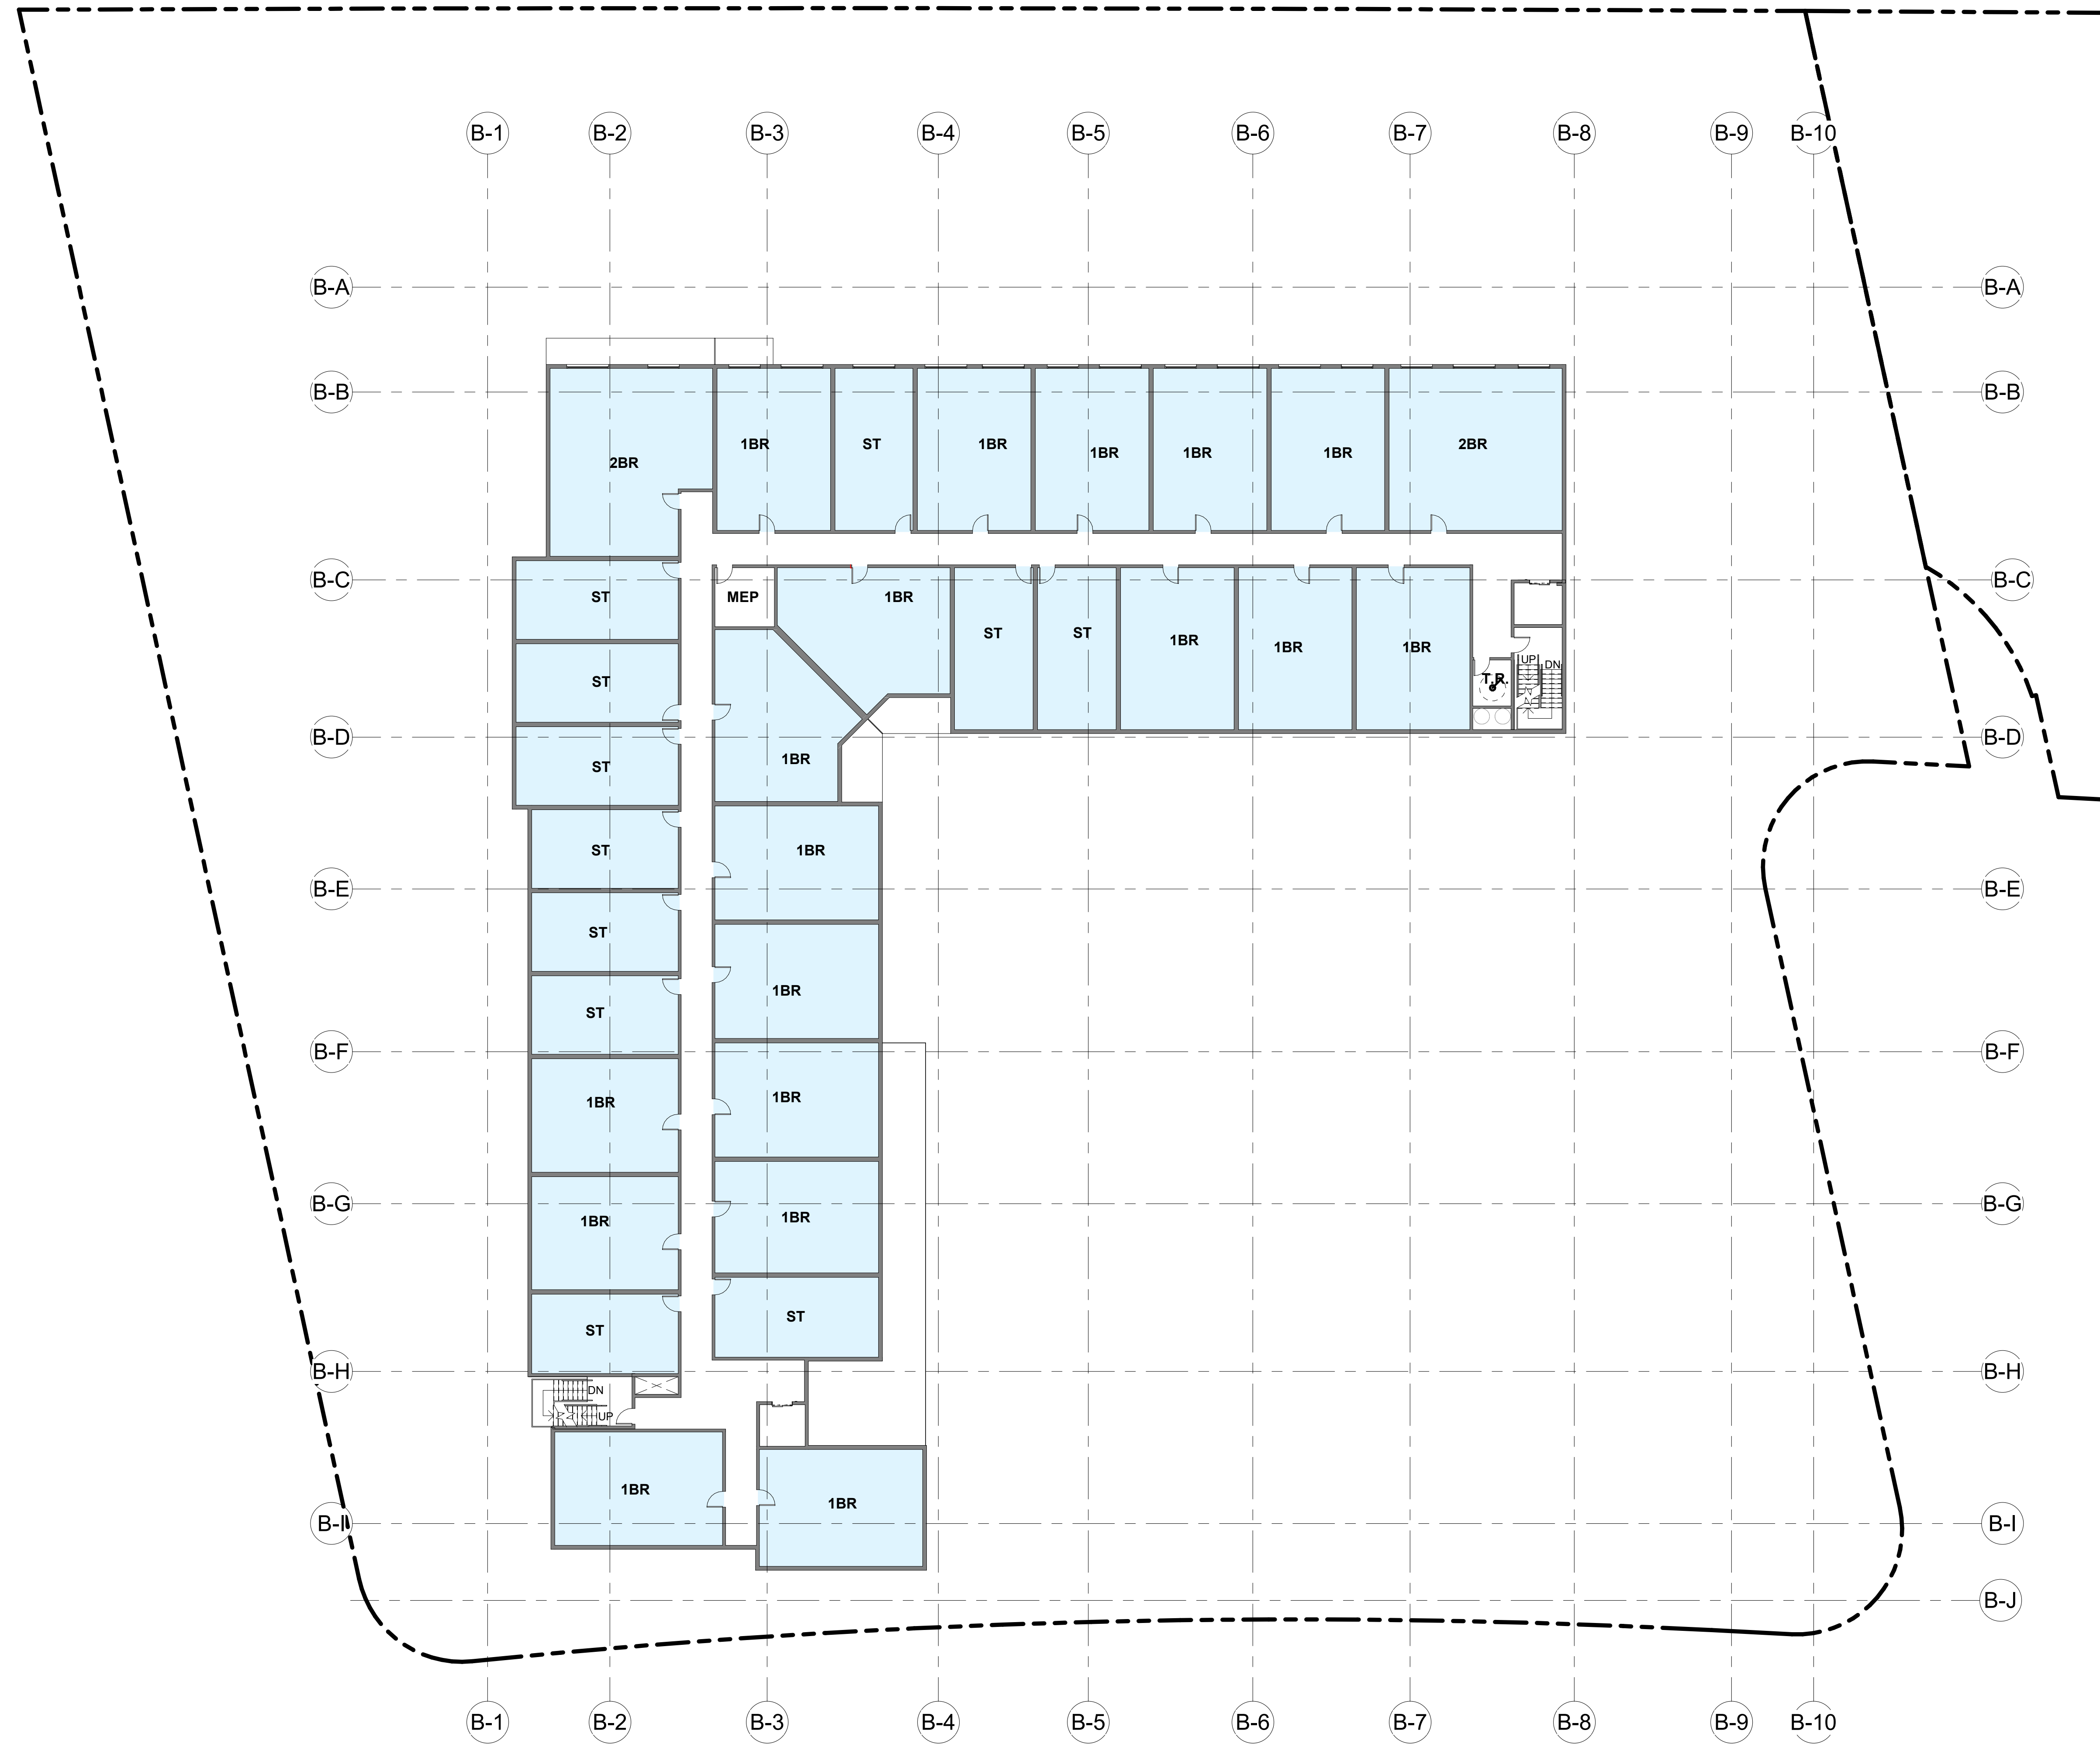 B-1 B-2 B-3 B-4 B-5 B-6 B-7 B-8 B-9 B-10
B-A B-A
B-B B-B
2BR 1BR ST 1BR 1BR 1BR 1BR 2BR
B-C B-C
ST MEP 1BR ST ST 1BR 1BR 1BR
UP DN
T.R.
ST
B-D B-D
ST 1BR
ST 1BR
B-E B-E
ST 1BR
ST
B-F B-F
1BR 1BR
B-G B-G
1BR 1BR
ST ST
B-H B-H
DN
UP
1BR 1BR
B-I B-I
B-J
B-1 B-2 B-3 B-4 B-5 B-6 B-7 B-8 B-9 B-10